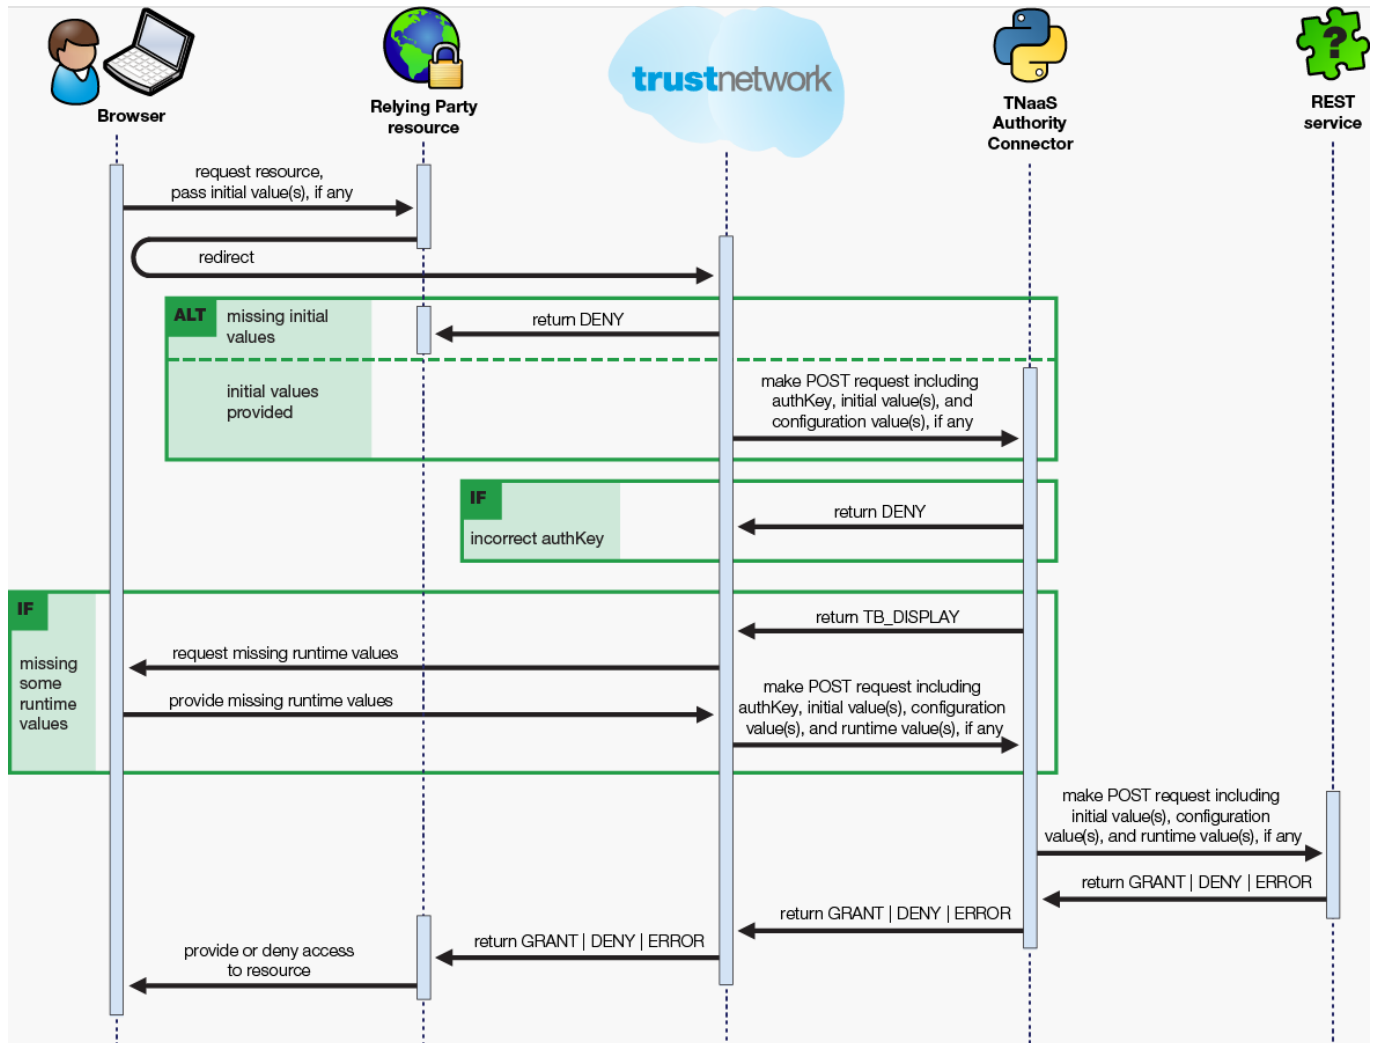 Browser
Relying Party
resource
trustnetwork
TNaaS
Authority
Connector
REST
service
?
request resource,
pass initial value(s), if any
redirect
ALT
missing initial
values
return DENY
initial values
provided
make POST request including
authKey, initial value(s), and
configuration value(s), if any
IF
incorrect authKey
return DENY
IF
missing
some
runtime
values
return TB_DISPLAY
request missing runtime values
provide missing runtime values
make POST request including
authKey, initial value(s), configuration
value(s), and runtime value(s), if any
make POST request including
initial value(s), configuration
value(s), and runtime value(s), if any
return GRANT | DENY | ERROR
return GRANT | DENY | ERROR
return GRANT | DENY | ERROR
provide or deny access
to resource